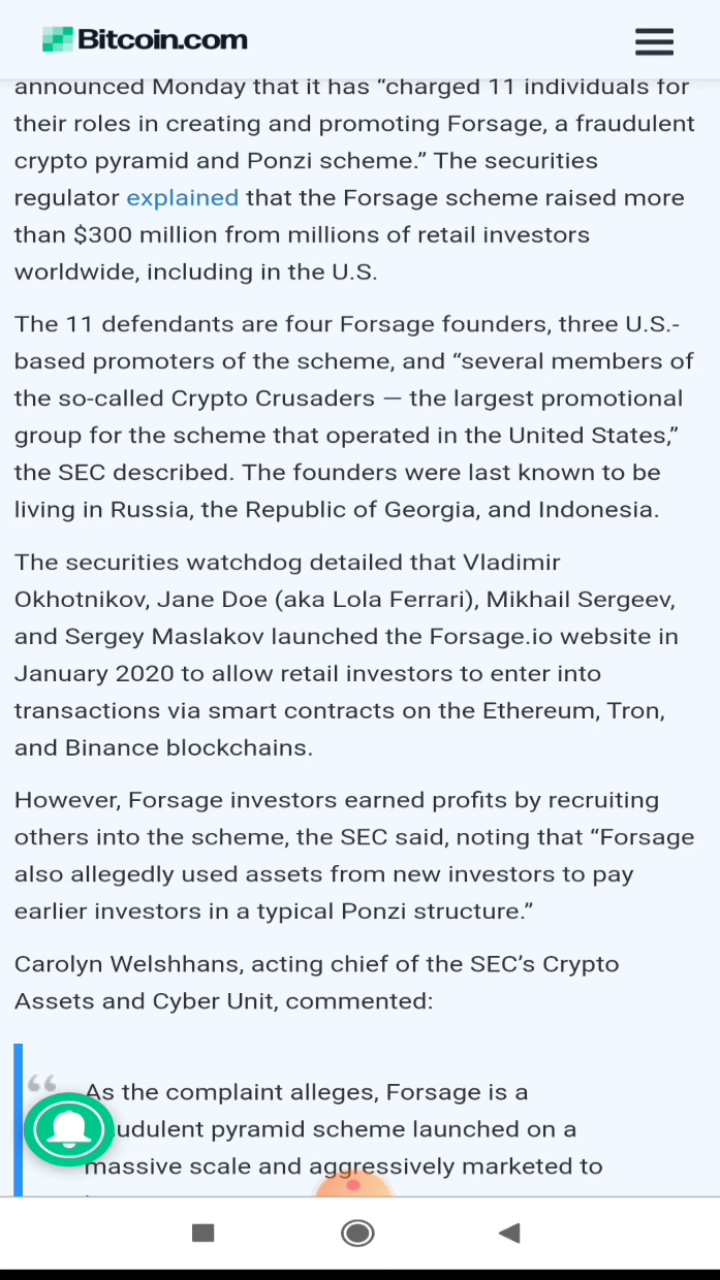 Bitcoin.com
announced Monday that it has “charged 11 individuals for
their roles in creating and promoting Forsage, a fraudulent
crypto pyramid and Ponzi scheme.” The securities
regulator explained that the Forsage scheme raised more
than $300 million from millions of retail investors
worldwide, including in the U.S.
The 11 defendants are four Forsage founders, three U.S.-
based promoters of the scheme, and “several members of
the so-called Crypto Crusaders — the largest promotional
group for the scheme that operated in the United States,”
the SEC described. The founders were last known to be
living in Russia, the Republic of Georgia, and Indonesia.
The securities watchdog detailed that Vladimir
Okhotnikov, Jane Doe (aka Lola Ferrari), Mikhail Sergeev,
and Sergey Maslakov launched the Forsage.io website in
January 2020 to allow retail investors to enter into
transactions via smart contracts on the Ethereum, Tron,
and Binance blockchains.
However, Forsage investors earned profits by recruiting
others into the scheme, the SEC said, noting that “Forsage
also allegedly used assets from new investors to pay
earlier investors in a typical Ponzi structure.”
Carolyn Welshhans, acting chief of the SEC’s Crypto
Assets and Cyber Unit, commented:
“ As the complaint alleges, Forsage is a
udulent pyramid scheme launched on a
massive scale and aggressively marketed to